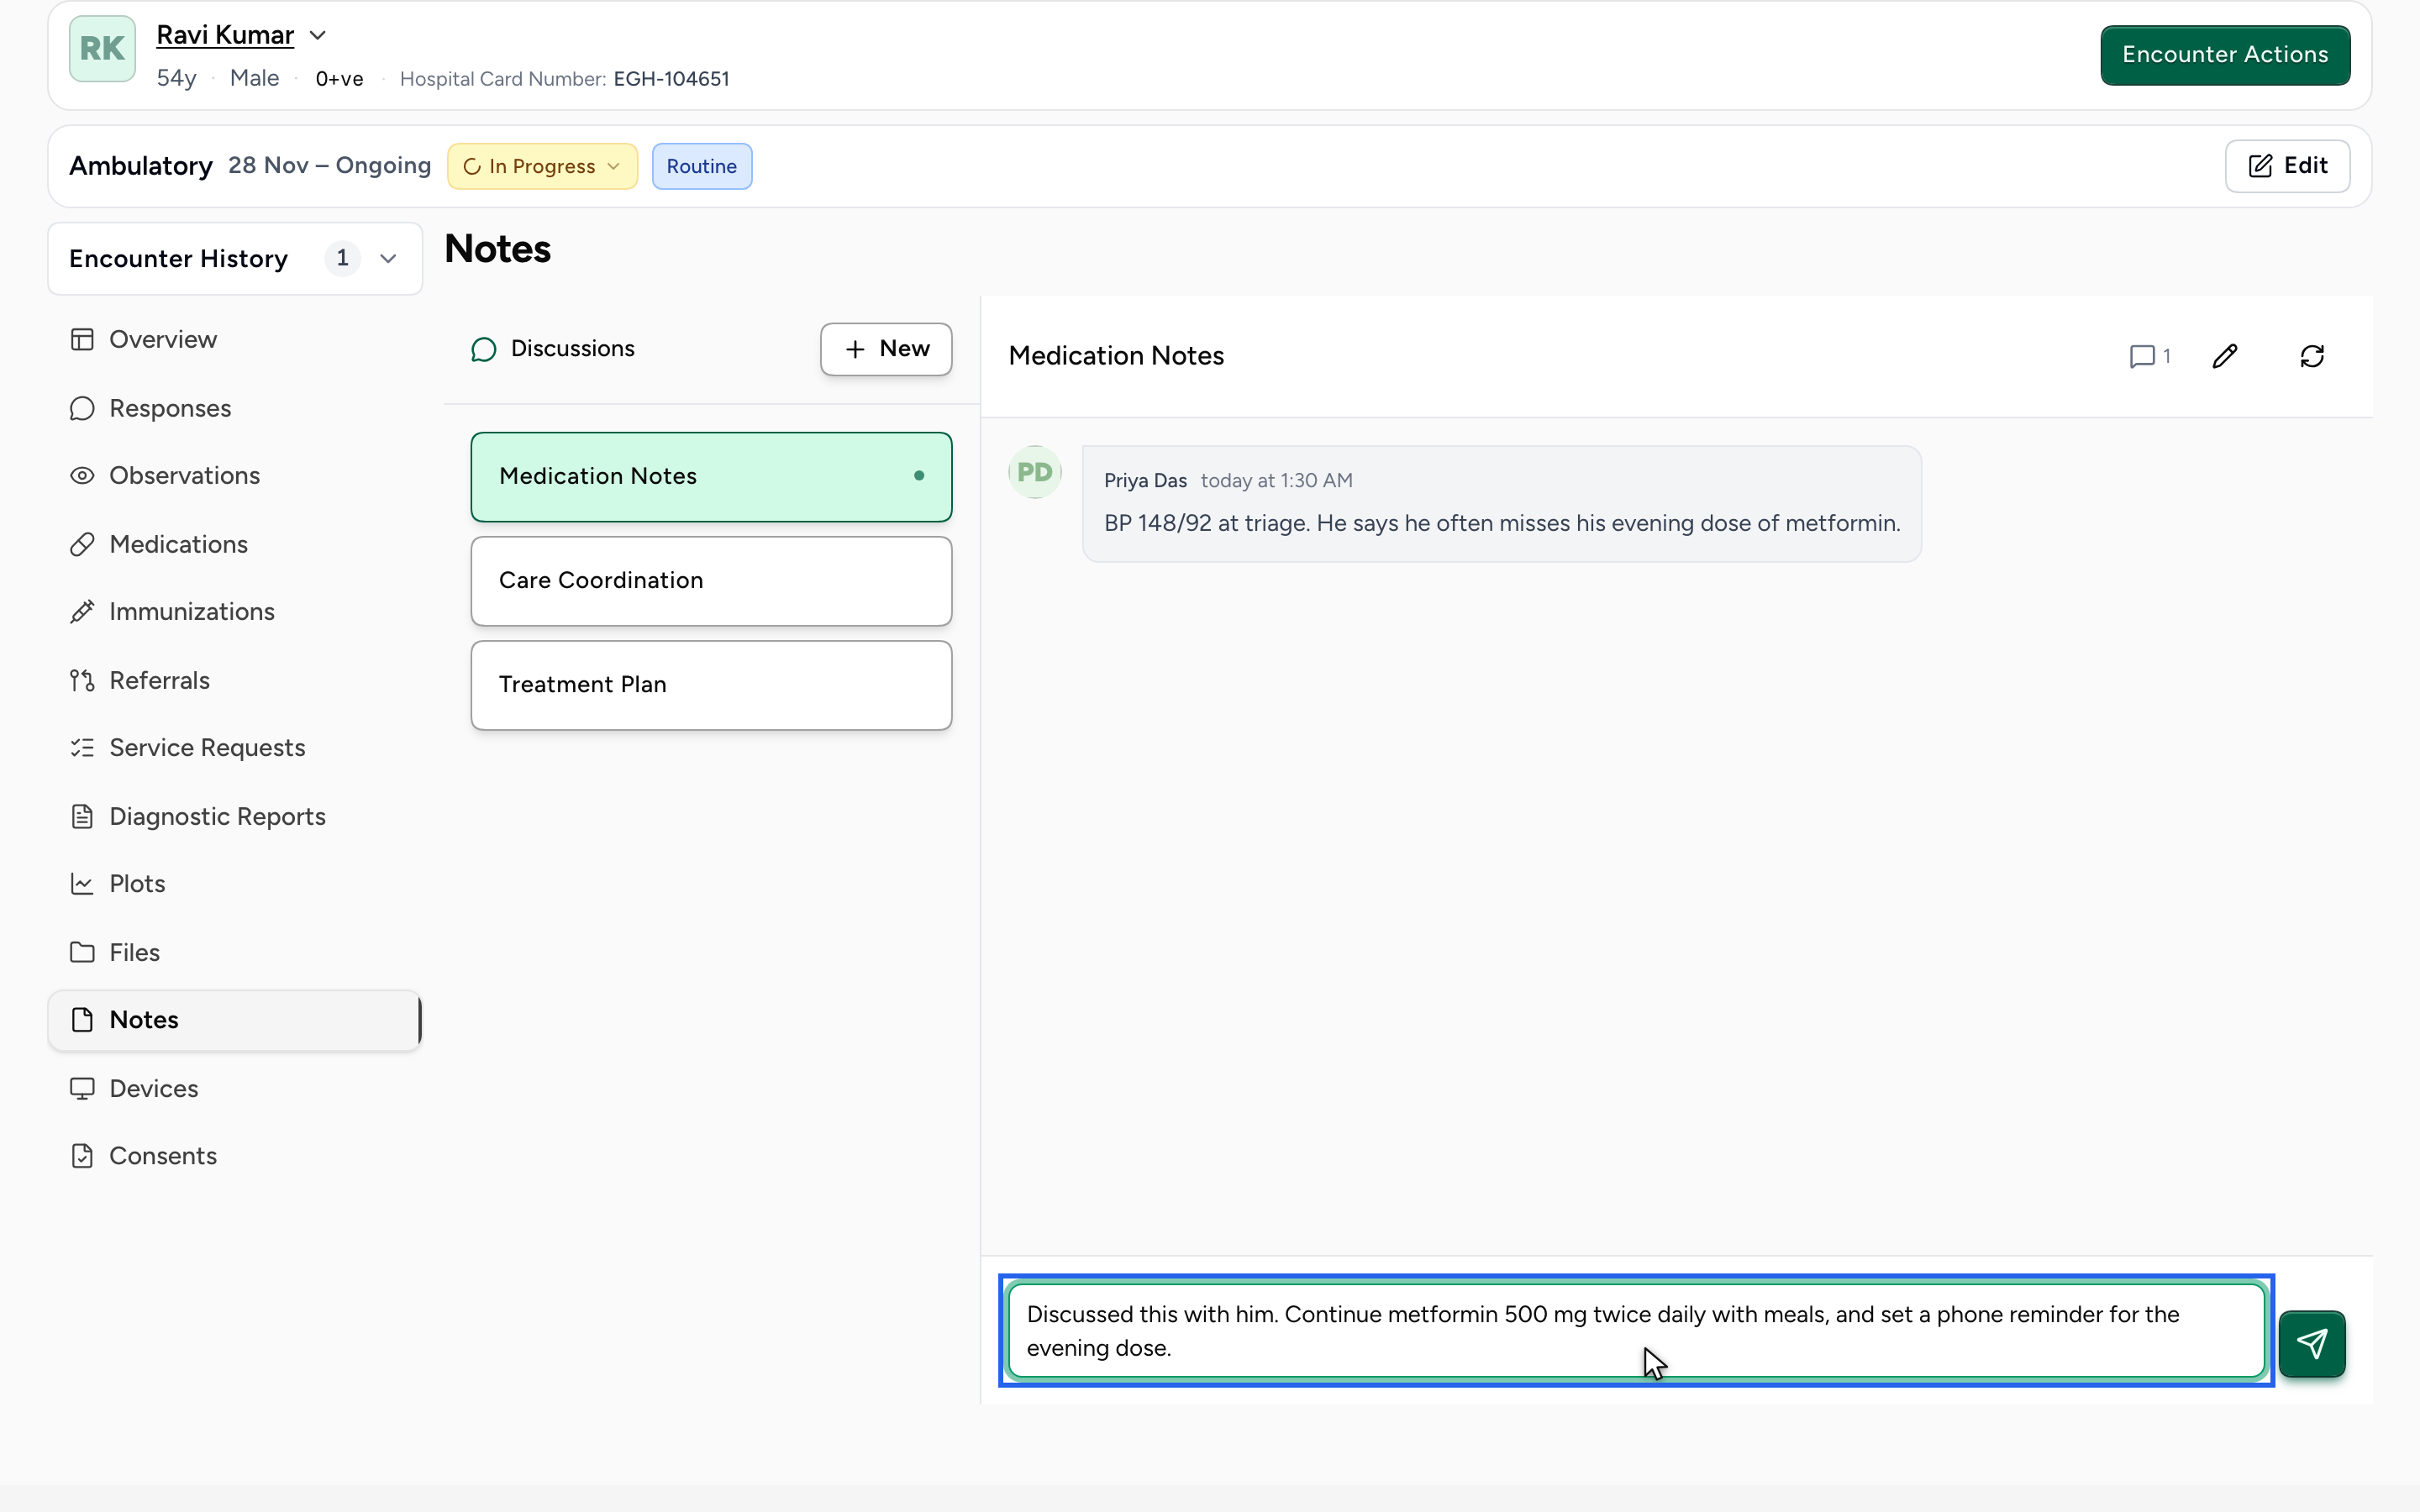 RK
Ravi Kumar
54y · Male · 0+ve · Hospital Card Number: EGH-104651
Encounter Actions
Ambulatory 28 Nov – Ongoing In Progress Routine
Edit
Encounter History 1
Overview
Responses
Observations
Medications
Immunizations
Referrals
Service Requests
Diagnostic Reports
Plots
Files
Notes
Devices
Consents
Notes
Discussions
New
Medication Notes
Care Coordination
Treatment Plan
Medication Notes
1
PD
Priya Das today at 1:30 AM
BP 148/92 at triage. He says he often misses his evening dose of metformin.
Discussed this with him. Continue metformin 500 mg twice daily with meals, and set a phone reminder for the
evening dose.